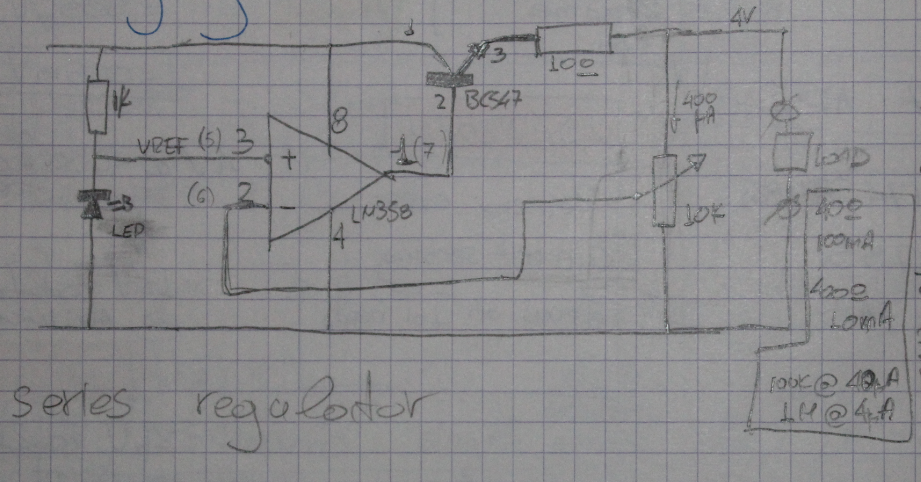 1
4V
3
100
1K
2 BC547
400
µA
8
VREF (5) 3
+
1(7)
LOAD
(6) 2
-
LM358
10K
LED
4
40Ω
100mA
400Ω
10mA
100K @ 40µA
1M @ 4µA
series regulator